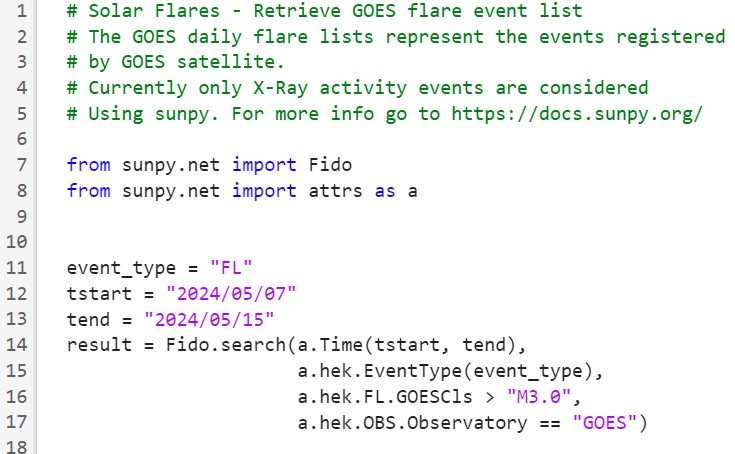 1 # Solar Flares - Retrieve GOES flare event list
2 # The GOES daily flare lists represent the events registered
3 # by GOES satellite.
4 # Currently only X-Ray activity events are considered
5 # Using sunpy. For more info go to https://docs.sunpy.org/
6
7 from sunpy.net import Fido
8 from sunpy.net import attrs as a
9
10
11 event_type = "FL"
12 tstart = "2024/05/07"
13 tend = "2024/05/15"
14 result = Fido.search(a.Time(tstart, tend),
15                      a.hek.EventType(event_type),
16                      a.hek.FL.GOESCls > "M3.0",
17                      a.hek.OBS.Observatory == "GOES")
18